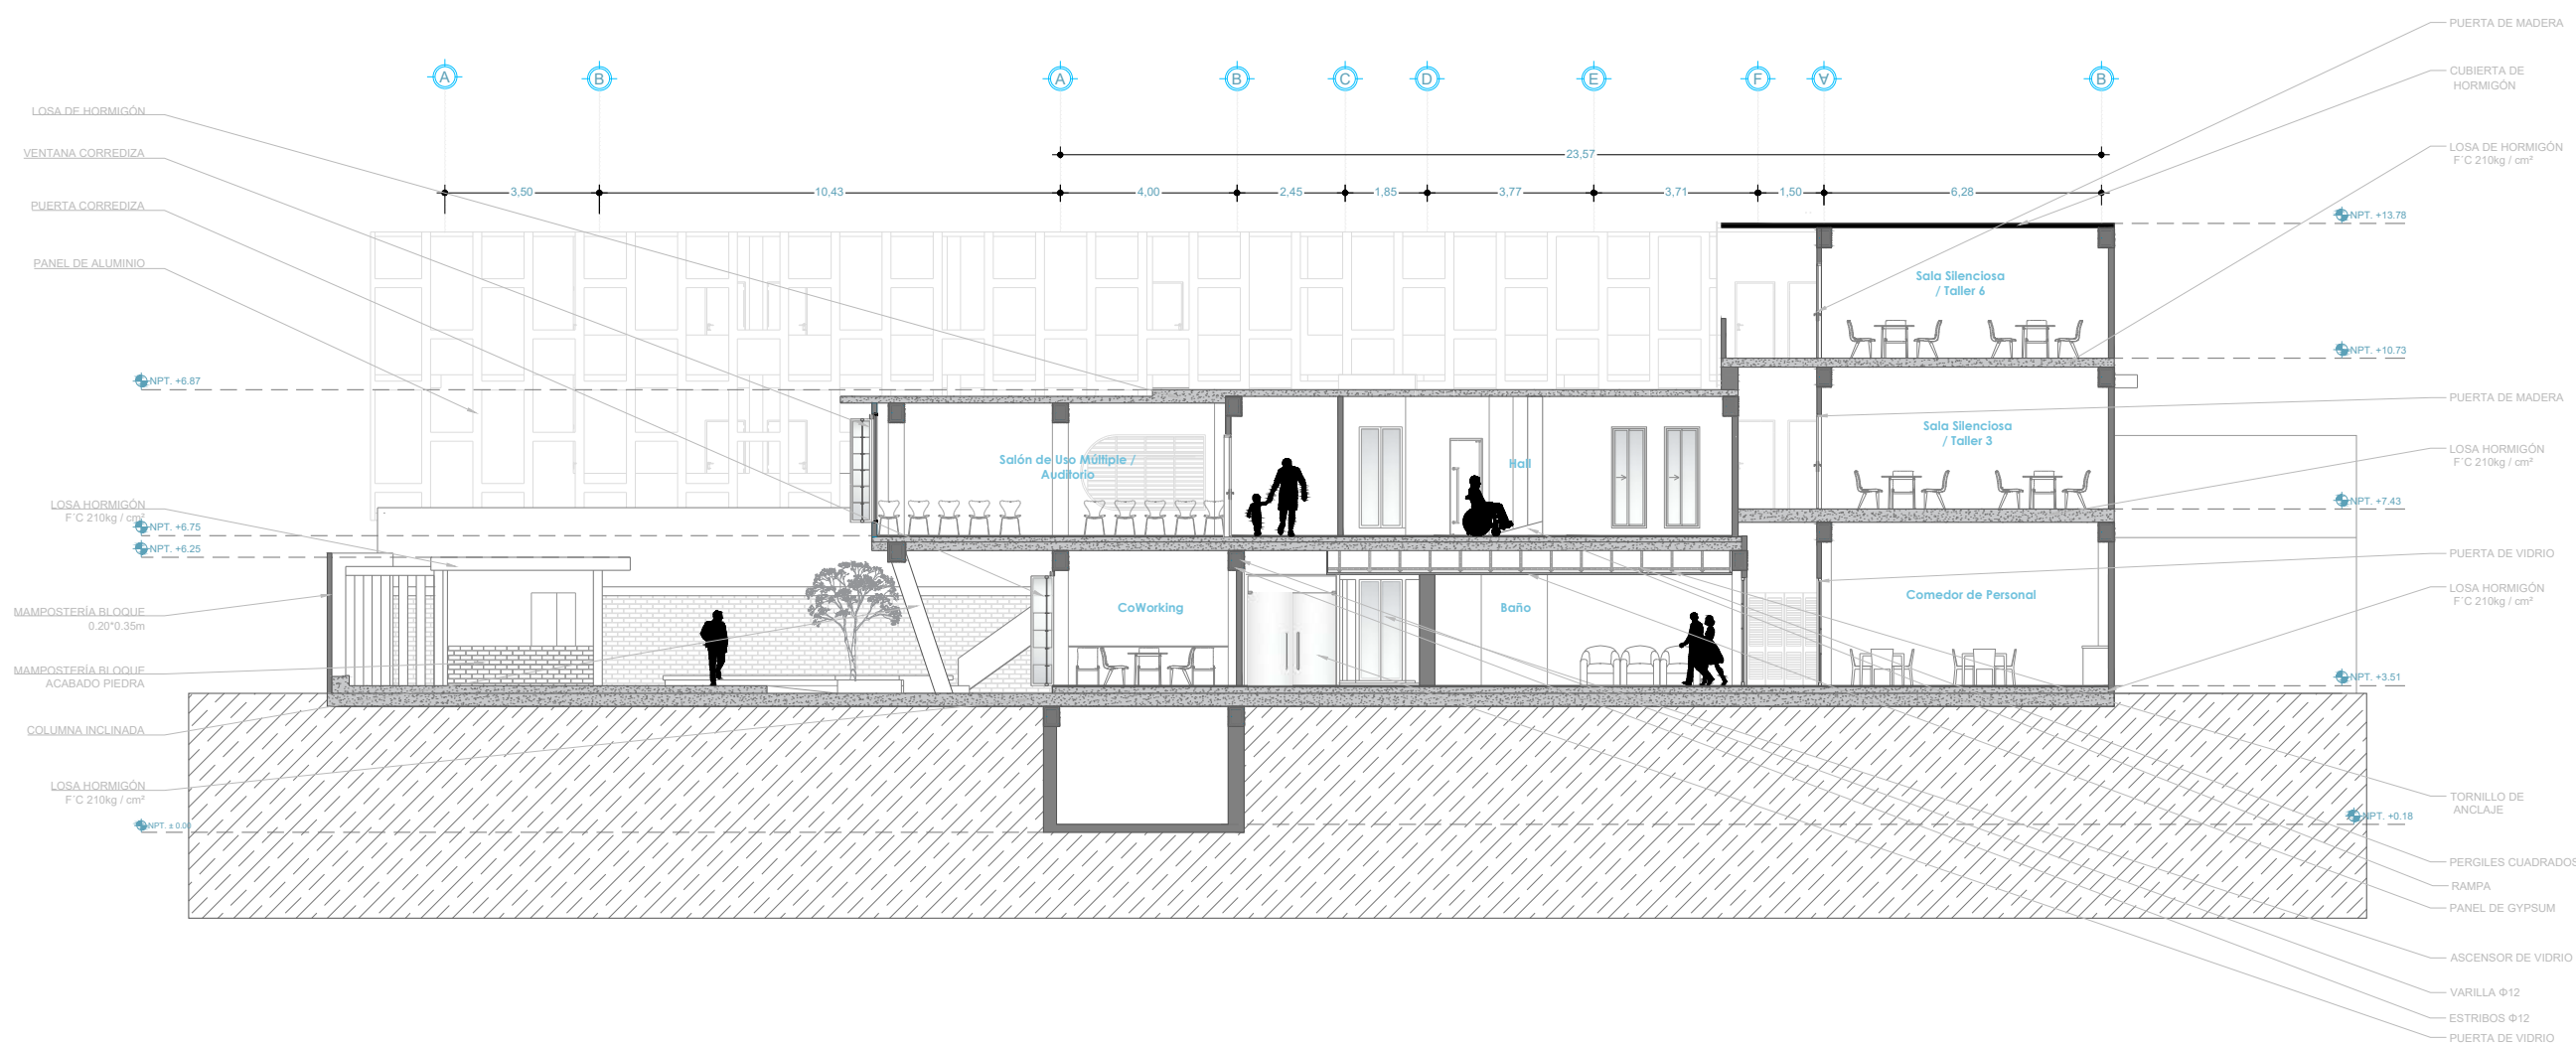 PUERTA DE MADERA
A
B
A
B
C
D
E
F
A
B
CUBIERTA DE
HORMIGÓN
LOSA DE HORMIGÓN
VENTANA CORREDIZA
PUERTA CORREDIZA
PANEL DE ALUMINIO
23,57
LOSA DE HORMIGÓN
F´C 210kg / cm²
3,50
10,43
4,00
2,45
1,85
3,77
3,71
1,50
6,28
NPT. +13.78
Sala Silenciosa
/ Taller 6
NPT. +10.73
NPT. +6.87
PUERTA DE MADERA
Sala Silenciosa
/ Taller 3
Salón de Uso Múltiple /
Auditorio
Hall
LOSA HORMIGÓN
F´C 210kg / cm²
NPT. +7.43
LOSA HORMIGÓN
F´C 210kg / cm²
NPT. +6.75
NPT. +6.25
PUERTA DE VIDRIO
LOSA HORMIGÓN
F´C 210kg / cm²
CoWorking
Baño
Comedor de Personal
MAMPOSTERÍA BLOQUE
0.20*0.35m
MAMPOSTERÍA BLOQUE
ACABADO PIEDRA
NPT. +3.51
COLUMNA INCLINADA
LOSA HORMIGÓN
F´C 210kg / cm²
NPT. ± 0.00
TORNILLO DE
ANCLAJE
NPT. +0.18
PERGILES CUADRADOS
RAMPA
PANEL DE GYPSUM
ASCENSOR DE VIDRIO
VARILLA Φ12
ESTRIBOS Φ12
PUERTA DE VIDRIO